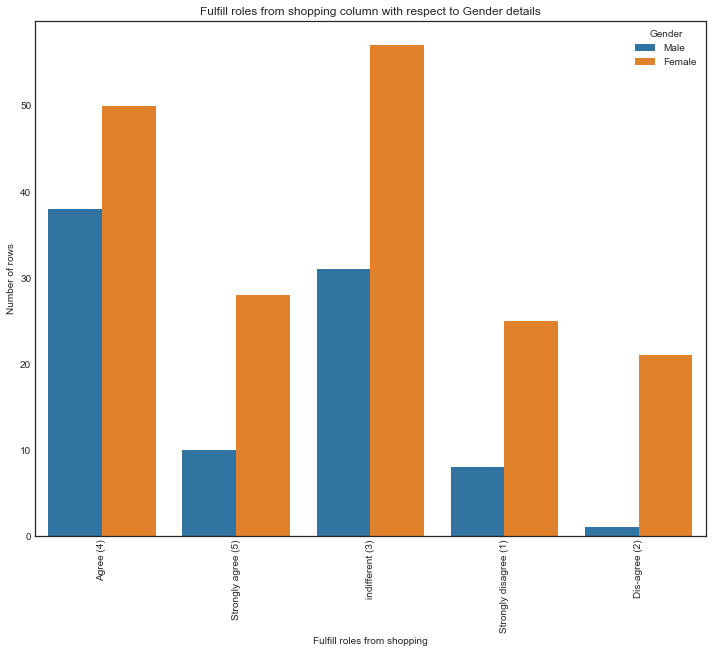 Fulfill roles from shopping column with respect to Gender details
Gender
Male
Female
Number of rows
50
40
30
20
10
0
Agree (4)
Strongly agree (5)
indifferent (3)
Strongly disagree (1)
Dis-agree (2)
Fulfill roles from shopping